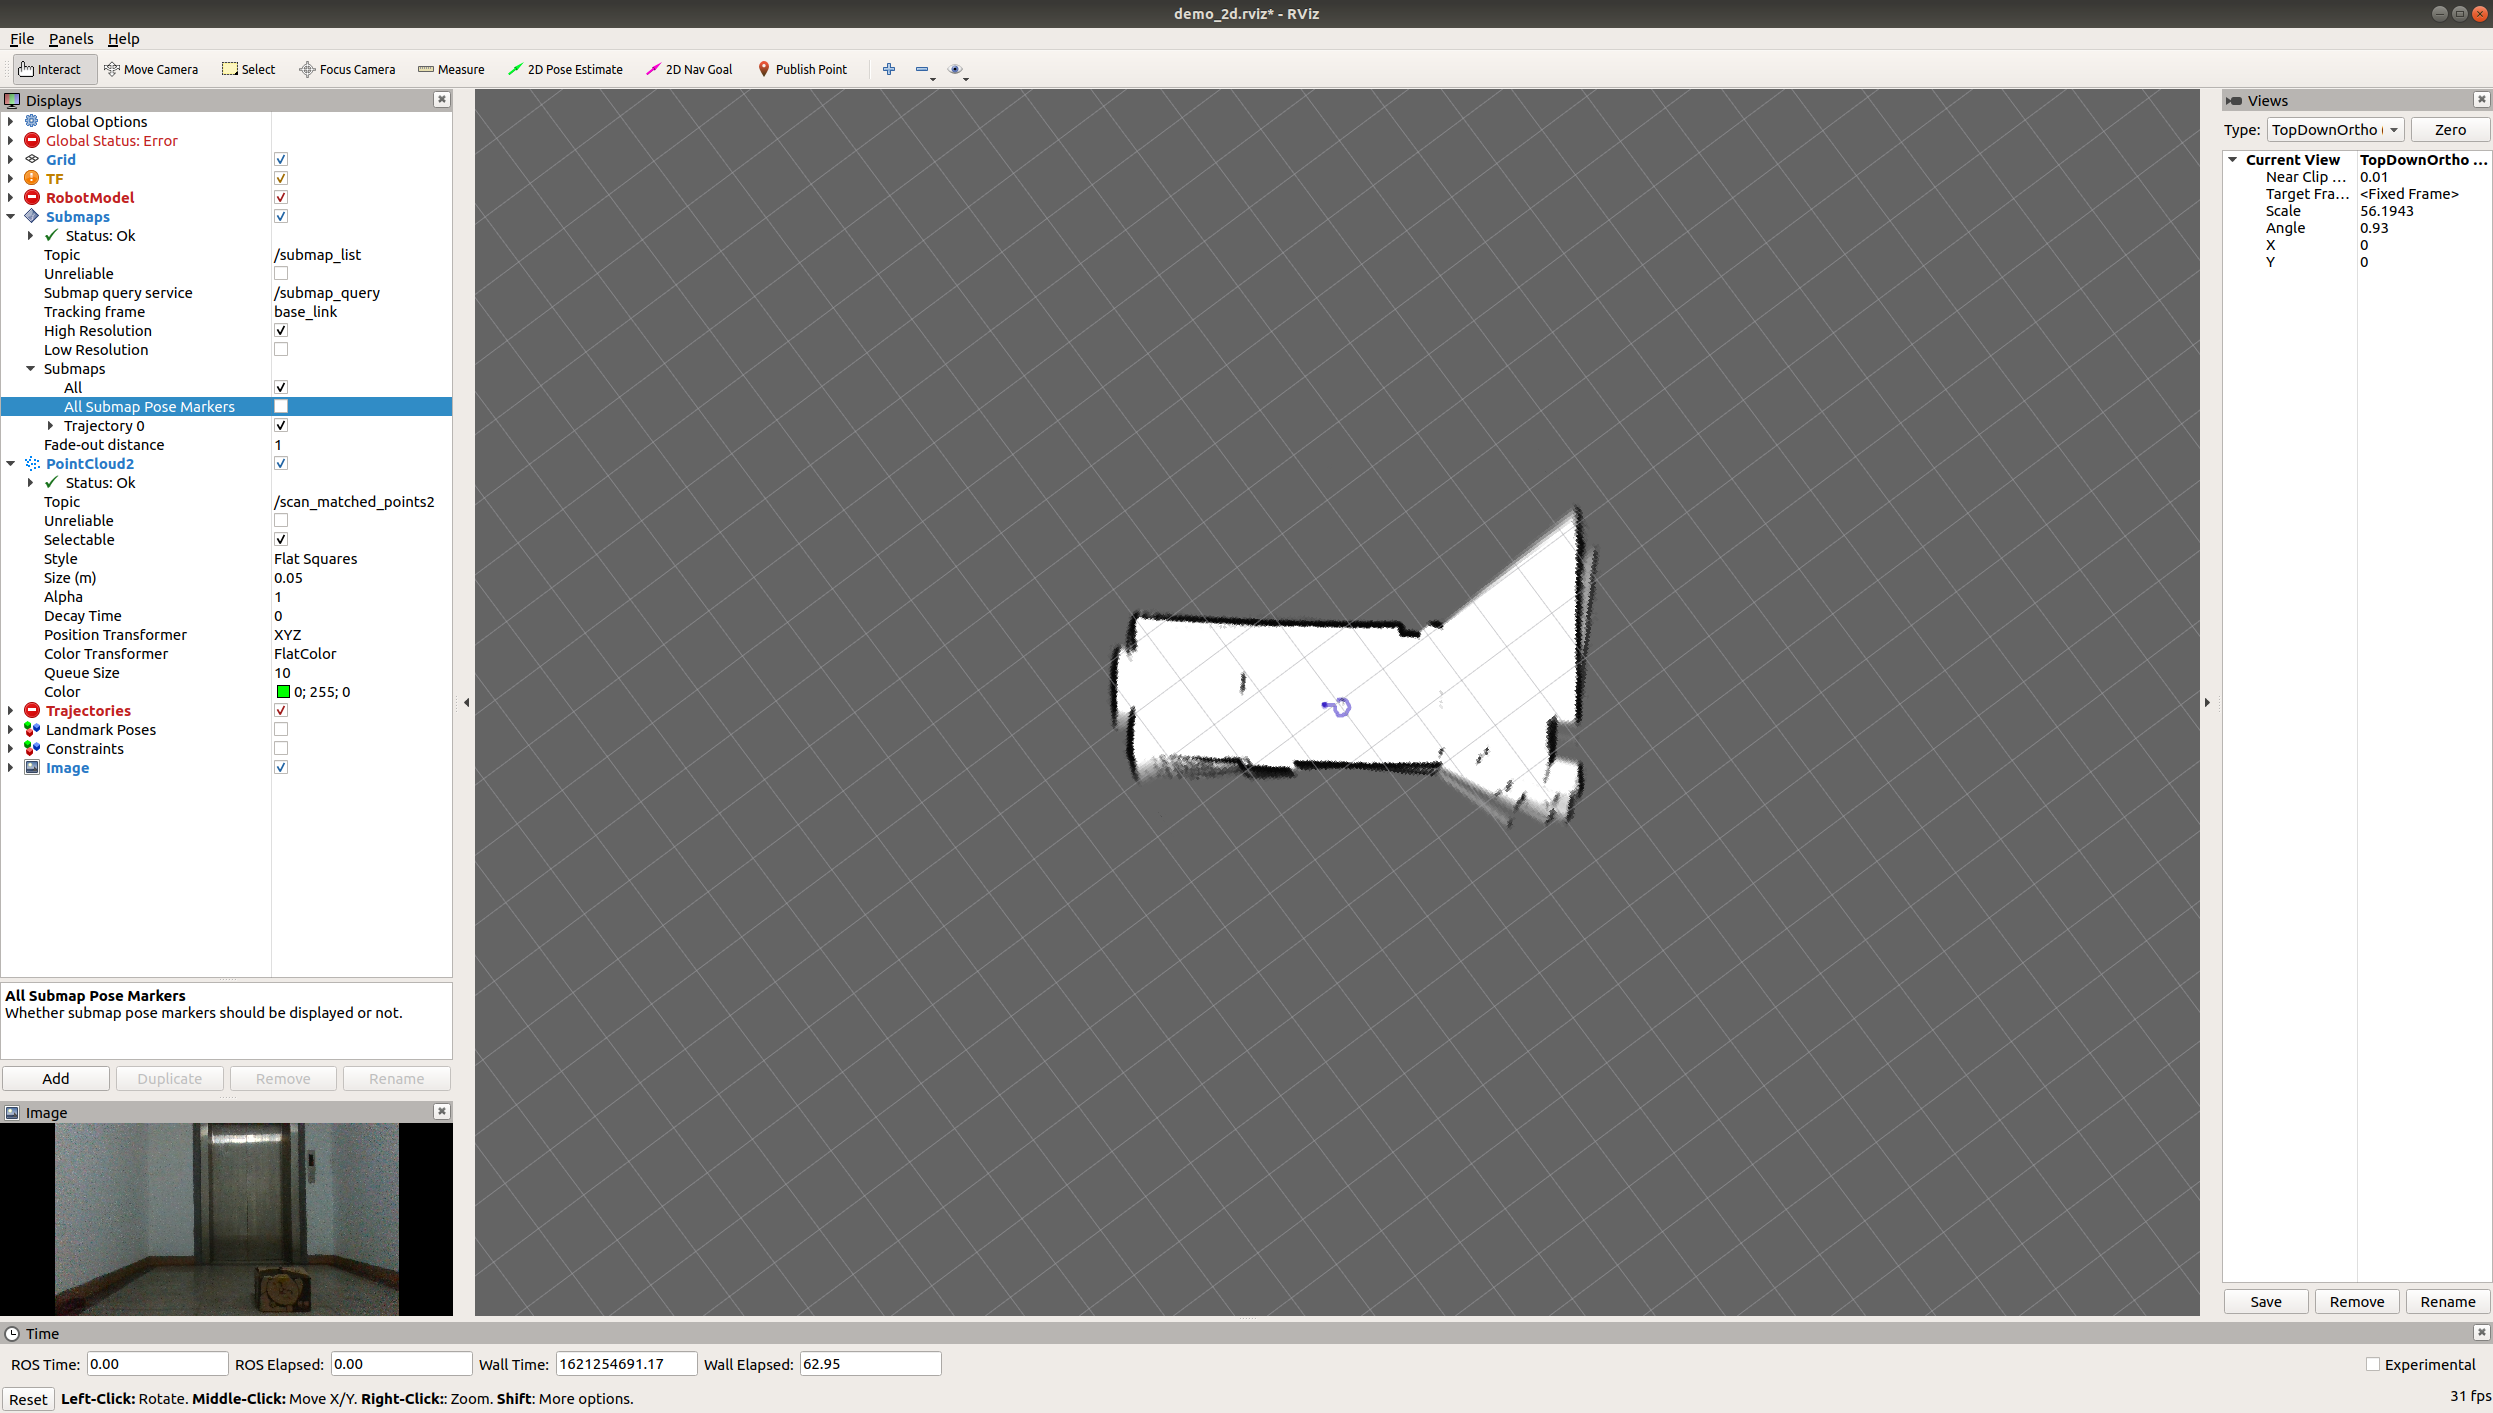 demo_2d.rviz* - RViz
File Panels Help
Interact Move Camera Select Focus Camera Measure 2D Pose Estimate 2D Nav Goal Publish Point
Displays
Global Options
Global Status: Error
Grid
TF
RobotModel
Submaps
Status: Ok
Topic /submap_list
Unreliable
Submap query service /submap_query
Tracking frame base_link
High Resolution
Low Resolution
Submaps
All
All Submap Pose Markers
Trajectory 0
Fade-out distance 1
PointCloud2
Status: Ok
Topic /scan_matched_points2
Unreliable
Selectable
Style Flat Squares
Size (m) 0.05
Alpha 1
Decay Time 0
Position Transformer XYZ
Color Transformer FlatColor
Queue Size 10
Color 0; 255; 0
Trajectories
Landmark Poses
Constraints
Image
All Submap Pose Markers
Whether submap pose markers should be displayed or not.
Add Duplicate Remove Rename
Image
Views
Type: TopDownOrtho ( Zero
Current View TopDownOrtho ...
Near Clip ... 0.01
Target Fra... <Fixed Frame>
Scale 56.1943
Angle 0.93
X 0
Y 0
Save Remove Rename
Time
ROS Time: 0.00 ROS Elapsed: 0.00 Wall Time: 1621254691.17 Wall Elapsed: 62.95 Experimental
Reset Left-Click: Rotate. Middle-Click: Move X/Y. Right-Click:: Zoom. Shift: More options. 31 fps